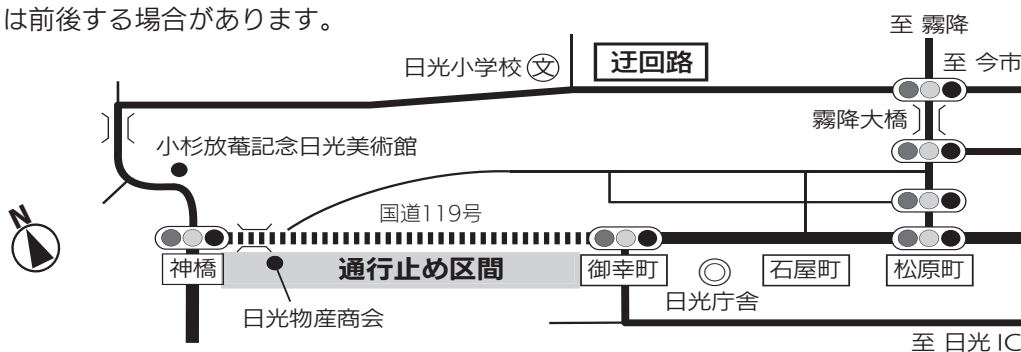 は前後する場合があります。
至 霧降
迂回路
至 今市
日光小学校
文
霧降大橋
小杉放菴記念日光美術館
N
国道119号
神橋
通行止め区間
御幸町
石屋町
松原町
日光庁舎
日光物産商会
至 日光 IC